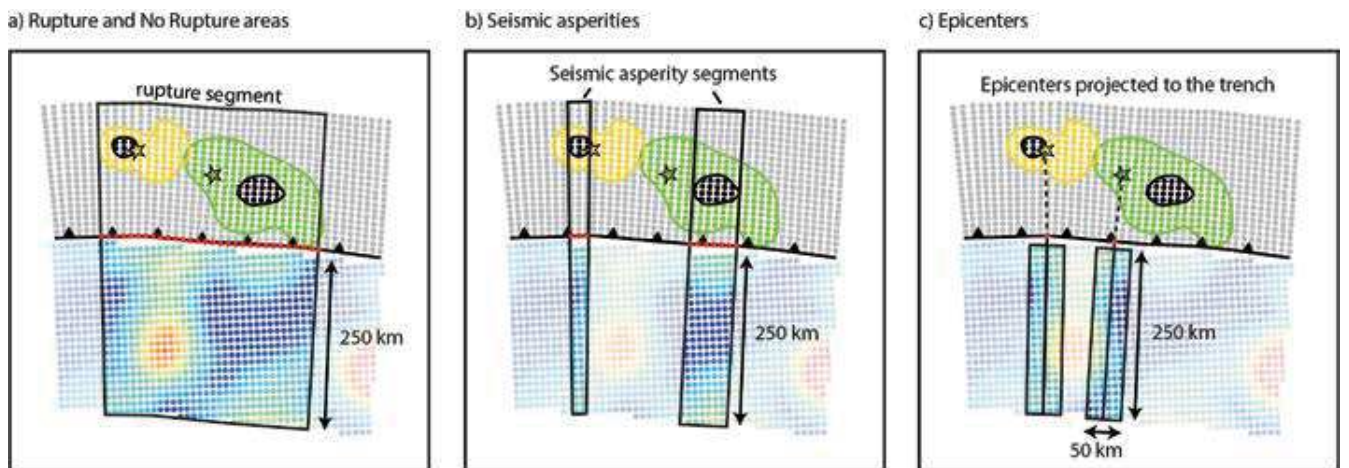 a) Rupture and No Rupture areas
rupture segment
250 km
b) Seismic asperities
Seismic asperity segments
250 km
c) Epicenters
Epicenters projected to the trench
250 km
50 km